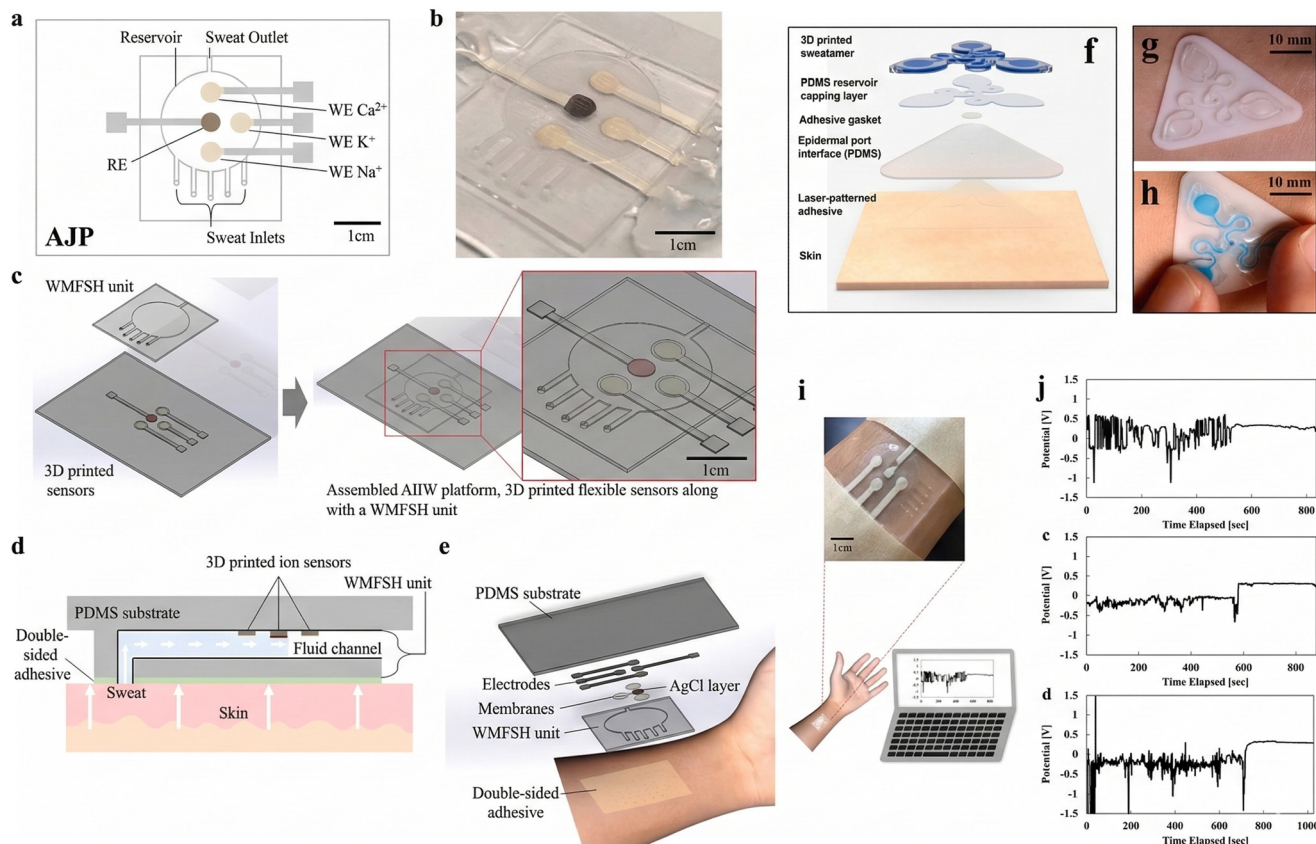 a
Reservoir
Sweat Outlet
WE Ca²⁺
WE K⁺
RE
WE Na⁺
Sweat Inlets
AJP
1cm
b
1cm
c
WMFSH unit
3D printed
sensors
1cm
Assembled AIIW platform, 3D printed flexible sensors along
with a WMFSH unit
d
3D printed ion sensors
WMFSH unit
PDMS substrate
Double-
sided
adhesive
Fluid channel
Sweat
Skin
e
PDMS substrate
Electrodes
AgCl layer
Membranes
WMFSH unit
Double-sided
adhesive
f
3D printed
sweatamer
PDMS reservoir
capping layer
Adhesive gasket
Epidermal port
interface (PDMS)
Laser-patterned
adhesive
Skin
g
10 mm
h
10 mm
i
1cm
j
Potential [V]
1.5
1
0.5
0
-0.5
-1
-1.5
0 200 400 600 800
Time Elapsed [sec]
c
Potential [V]
1.5
1
0.5
0
-0.5
-1
-1.5
0 200 400 600 800
Time Elapsed [sec]
d
Potential [V]
1.5
1
0.5
0
-0.5
-1
-1.5
0 200 400 600 800 1000
Time Elapsed [sec]